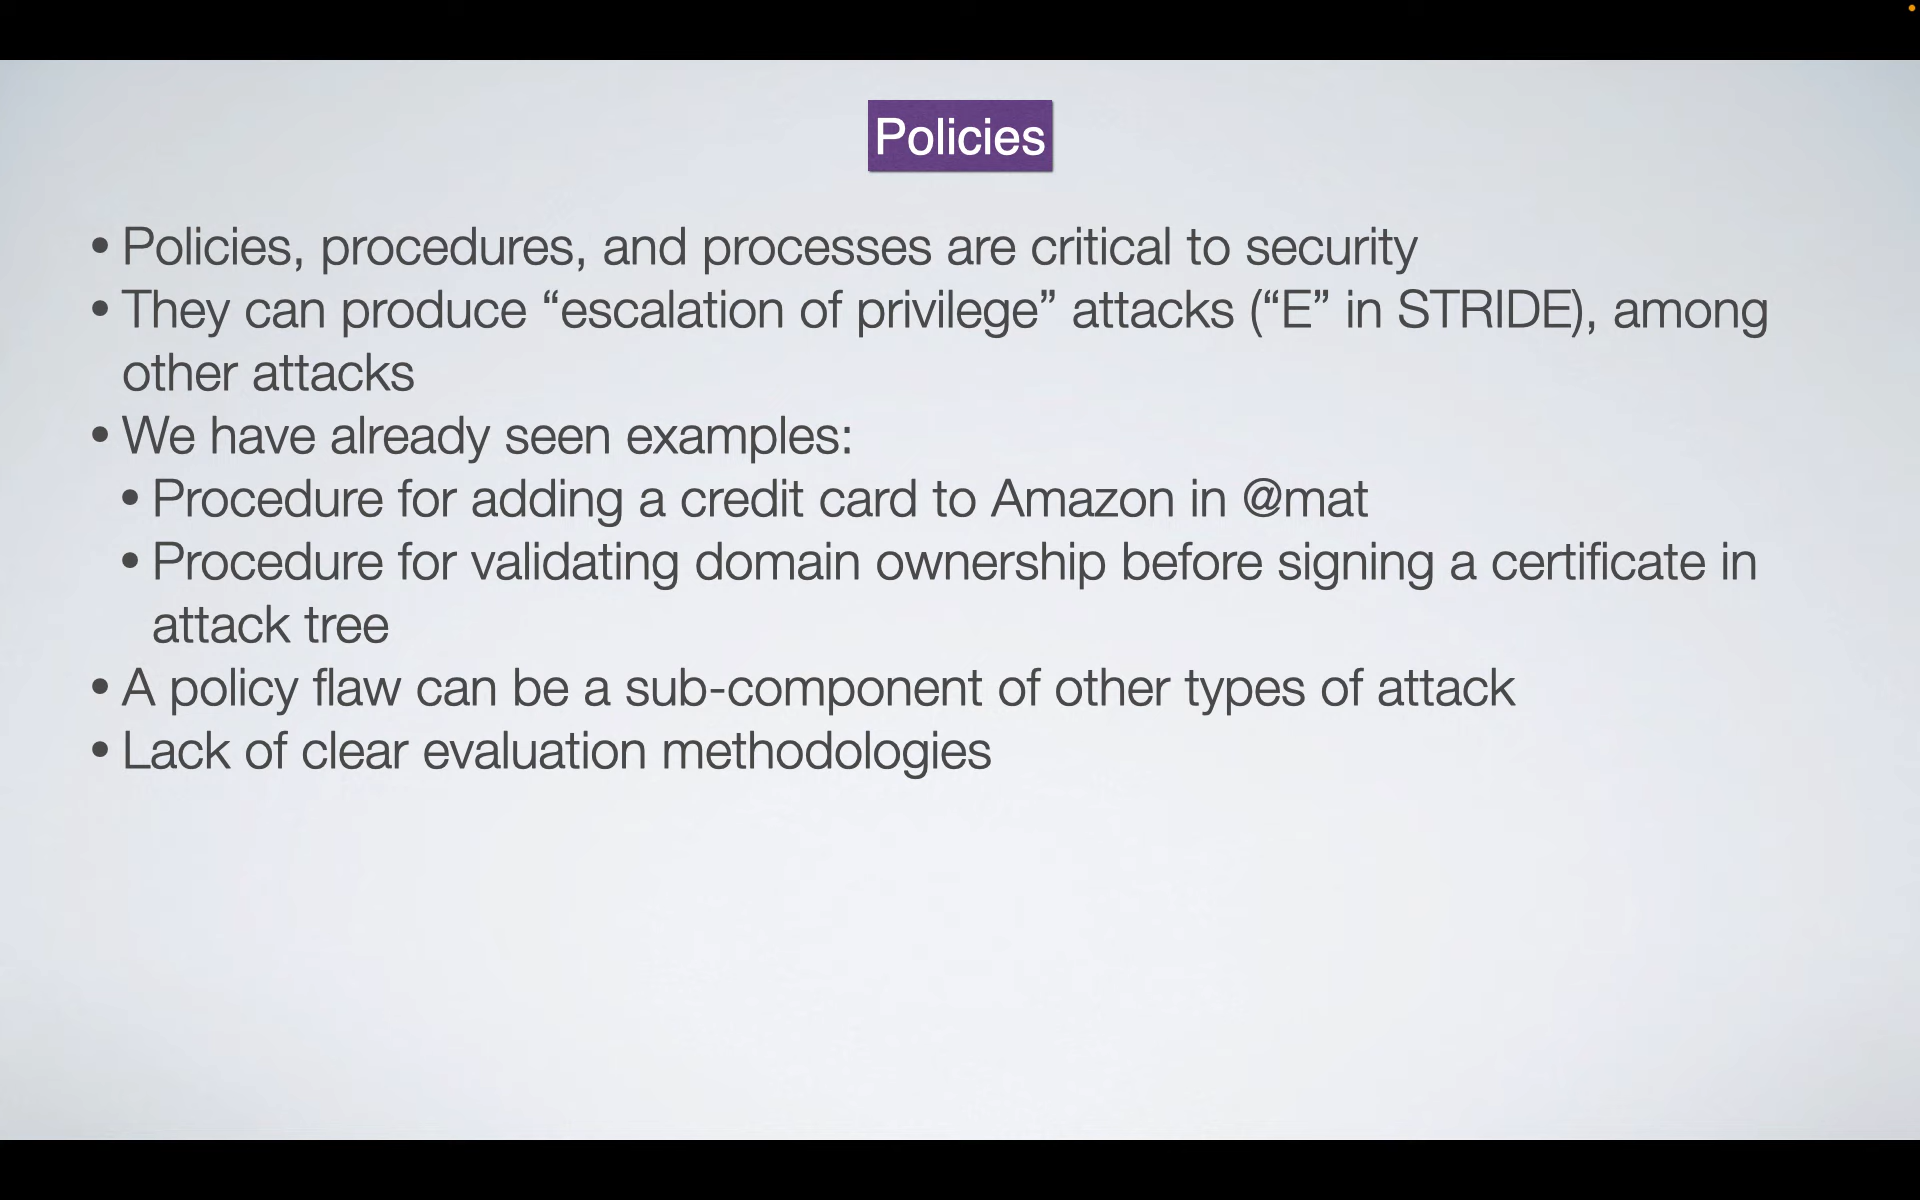 Policies
• Policies, procedures, and processes are critical to security
• They can produce “escalation of privilege” attacks (“E” in STRIDE), among
other attacks
• We have already seen examples:
• Procedure for adding a credit card to Amazon in @mat
• Procedure for validating domain ownership before signing a certificate in
attack tree
• A policy flaw can be a sub-component of other types of attack
• Lack of clear evaluation methodologies